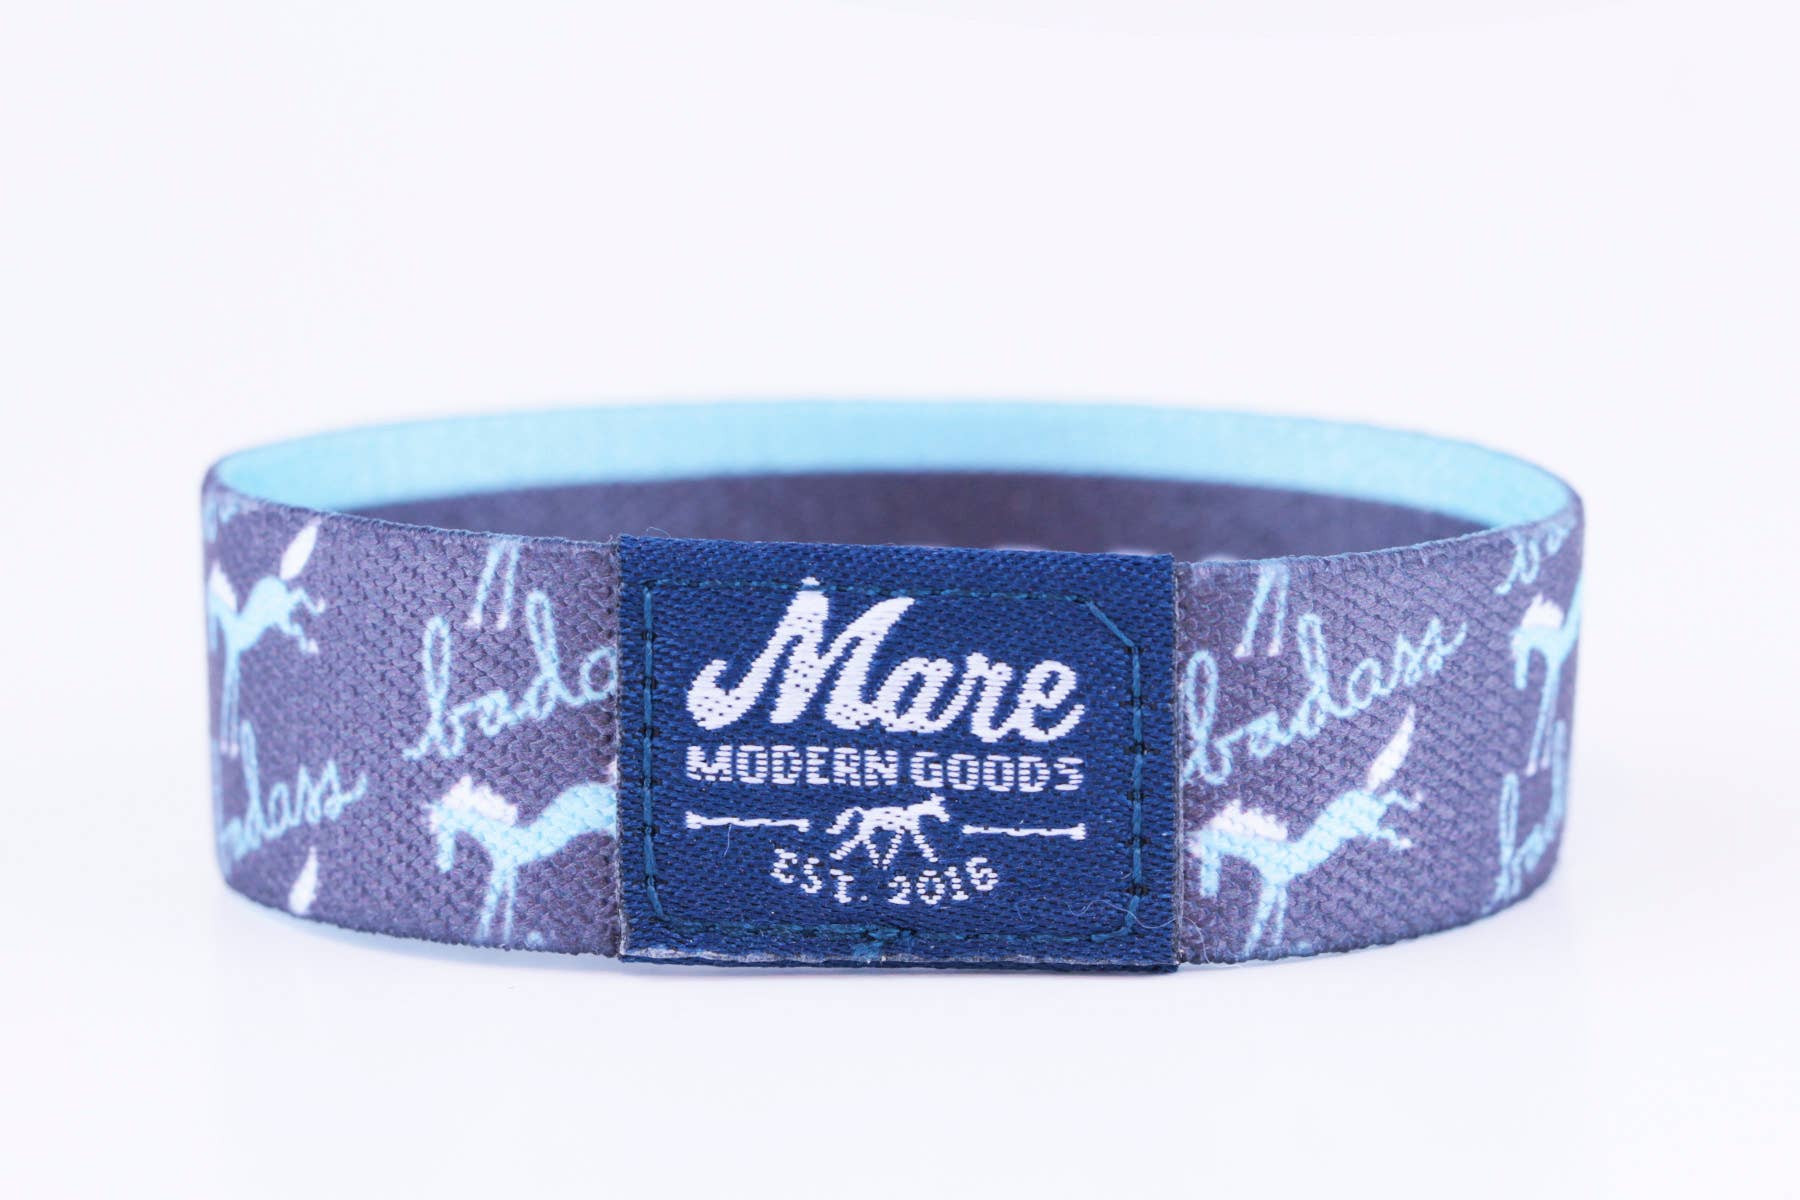 badass
badass
Mare
MODERN GOODS
EST. 2016
badass